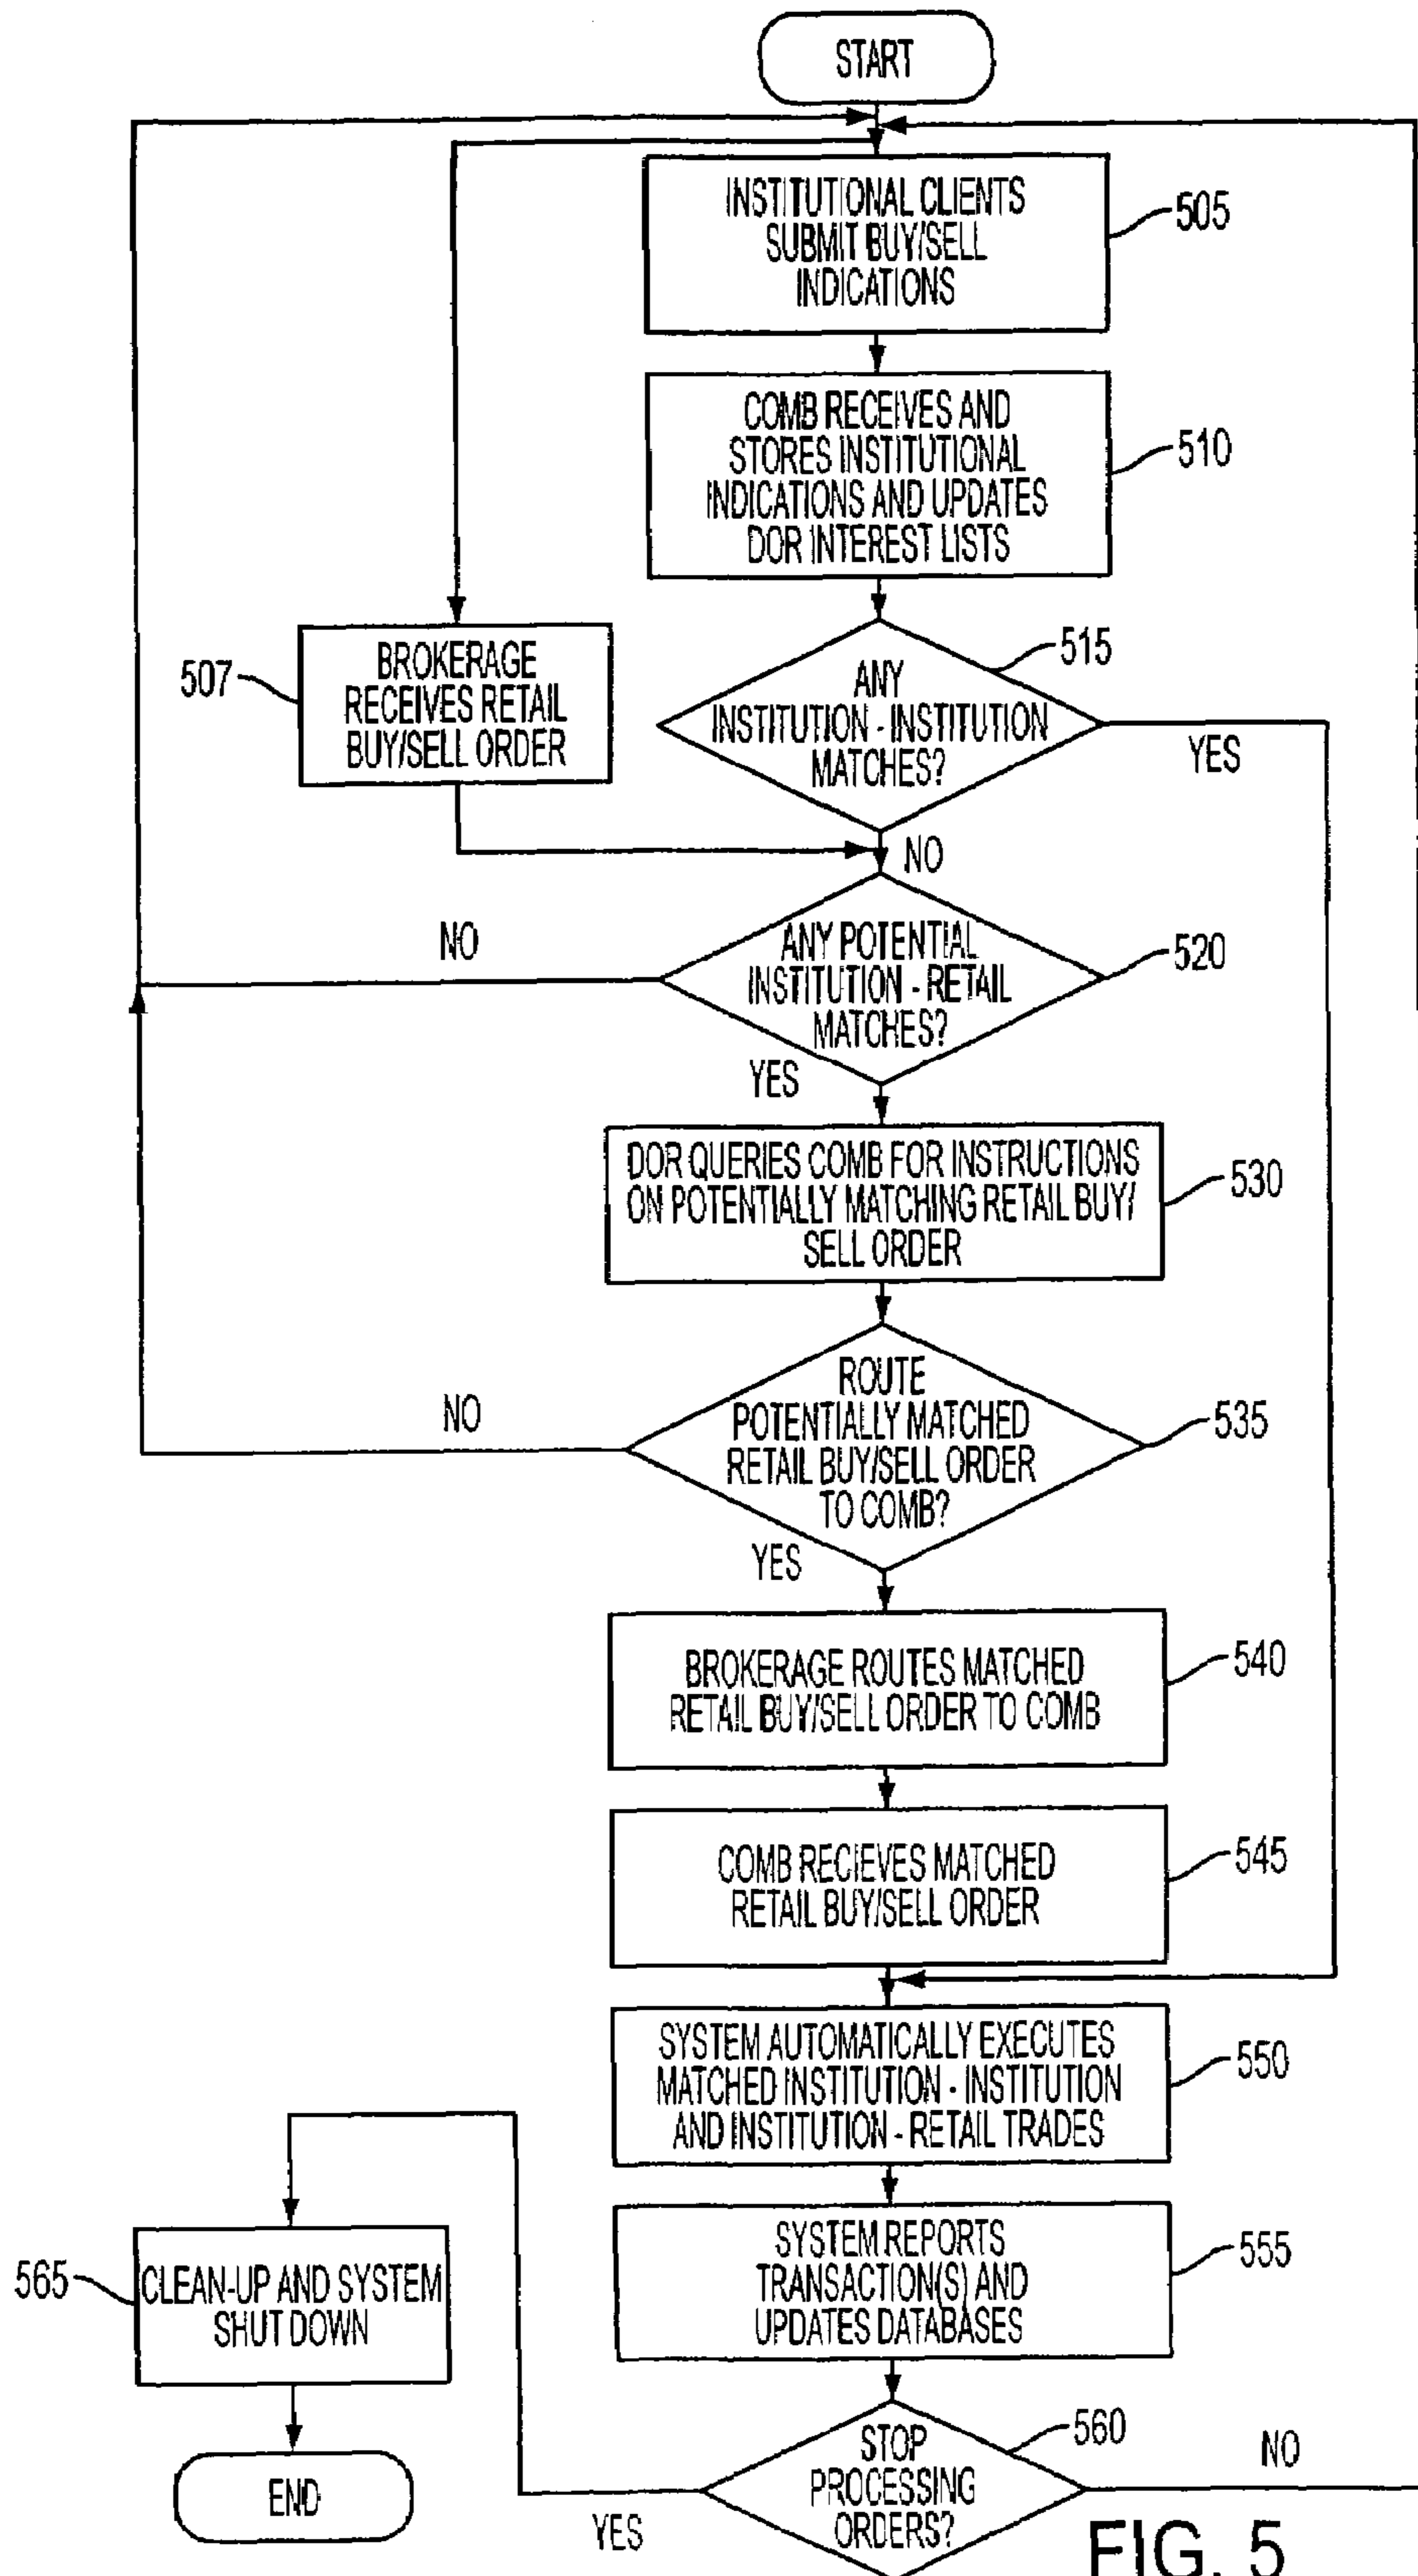 START
INSTITUTIONAL CLIENTS
SUBMIT BUY/SELL
INDICATIONS
505
COMB RECEIVES AND
STORES INSTITUTIONAL
INDICATIONS AND UPDATES
DOR INTEREST LISTS
510
507
BROKERAGE
RECEIVES RETAIL
BUY/SELL ORDER
ANY
INSTITUTION - INSTITUTION
MATCHES?
515
YES
NO
ANY POTENTIAL
INSTITUTION - RETAIL
MATCHES?
520
NO
YES
DOR QUERIES COMB FOR INSTRUCTIONS
ON POTENTIALLY MATCHING RETAIL BUY/
SELL ORDER
530
ROUTE
POTENTIALLY MATCHED
RETAIL BUY/SELL ORDER
TO COMB?
535
NO
YES
BROKERAGE ROUTES MATCHED
RETAIL BUY/SELL ORDER TO COMB
540
COMB RECIEVES MATCHED
RETAIL BUY/SELL ORDER
545
SYSTEM AUTOMATICALLY EXECUTES
MATCHED INSTITUTION - INSTITUTION
AND INSTITUTION - RETAIL TRADES
550
SYSTEM REPORTS
TRANSACTION(S) AND
UPDATES DATABASES
555
STOP
PROCESSING
ORDERS?
560
NO
YES
565
CLEAN-UP AND SYSTEM
SHUT DOWN
END
FIG. 5